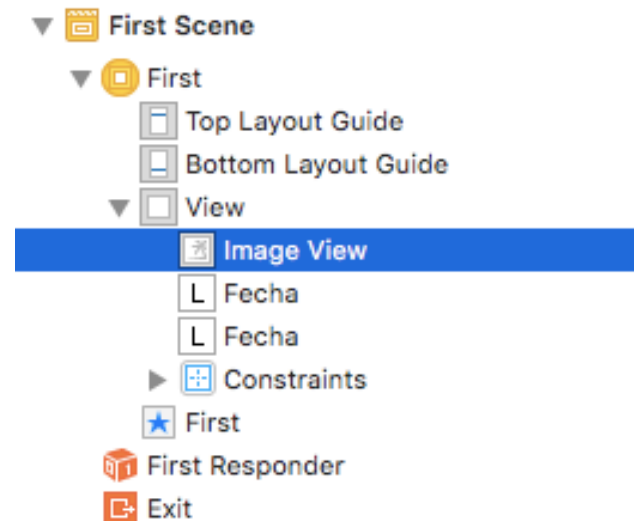 First Scene
First
Top Layout Guide
Bottom Layout Guide
View
Image View
L Fecha
L Fecha
Constraints
First
First Responder
Exit